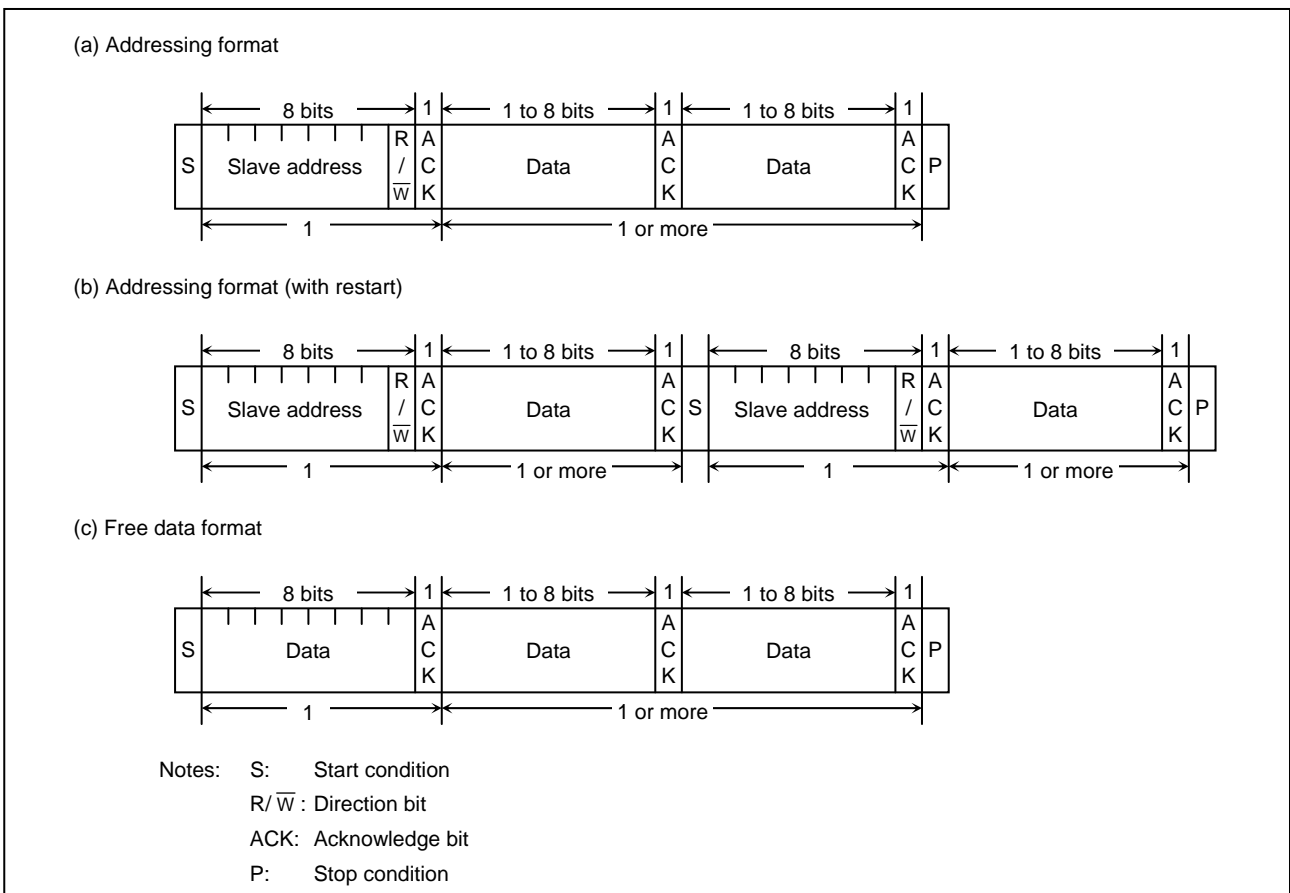 (a) Addressing format
8 bits 1 1 to 8 bits 1 1 to 8 bits 1
S Slave address R/W̅ ACK Data ACK Data ACK P
1 1 or more
(b) Addressing format (with restart)
8 bits 1 1 to 8 bits 1 8 bits 1 1 to 8 bits 1
S Slave address R/W̅ ACK Data ACK S Slave address R/W̅ ACK Data ACK P
1 1 or more 1 1 or more
(c) Free data format
8 bits 1 1 to 8 bits 1 1 to 8 bits 1
S Data ACK Data ACK Data ACK P
1 1 or more
Notes: S: Start condition
R/W̅ : Direction bit
ACK: Acknowledge bit
P: Stop condition